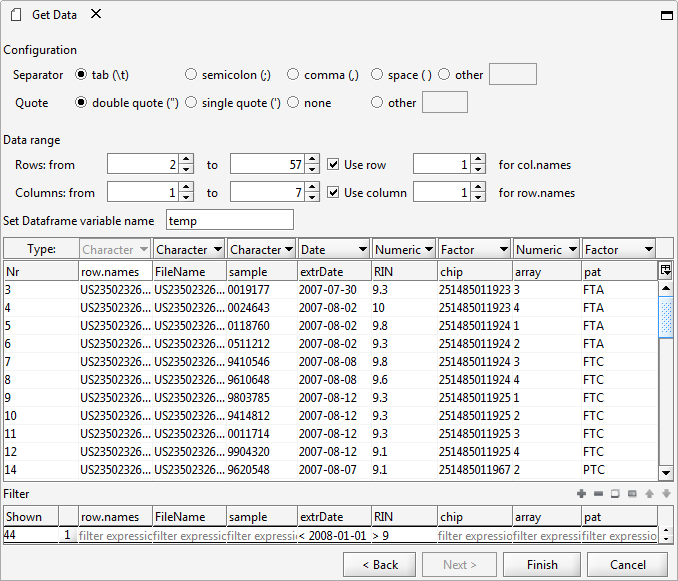 Get Data
Configuration
Separator tab (\t) semicolon (;) comma (,) space ( ) other
Quote double quote (") single quote (') none other
Data range
Rows: from 2 to 57 Use row 1 for col.names
Columns: from 1 to 7 Use column 1 for row.names
Set Dataframe variable name temp
Type: Character Character Character Date Numeric Factor Numeric Factor
Nr row.names FileName sample extrDate RIN chip array pat
3 US23502326... US23502326... 0019177 2007-07-30 9.3 251485011923 3 FTA
4 US23502326... US23502326... 0024643 2007-08-02 10 251485011923 4 FTA
5 US23502326... US23502326... 0118760 2007-08-02 9.8 251485011924 1 FTA
6 US23502326... US23502326... 0511212 2007-08-02 9.3 251485011924 2 FTA
7 US23502326... US23502326... 9410546 2007-08-08 9.8 251485011924 3 FTC
8 US23502326... US23502326... 9610648 2007-08-08 9.6 251485011924 4 FTC
9 US23502326... US23502326... 9803785 2007-08-12 9.3 251485011925 1 FTC
10 US23502326... US23502326... 9414812 2007-08-12 9.3 251485011925 2 FTC
11 US23502326... US23502326... 0011714 2007-08-12 9.3 251485011925 3 FTC
12 US23502326... US23502326... 9904320 2007-08-12 9.1 251485011925 4 FTC
14 US23502326... US23502326... 9620548 2007-08-07 9.1 251485011967 2 PTC
Filter
Shown row.names FileName sample extrDate RIN chip array pat
44 1 filter expressio filter expressio filter expressio < 2008-01-01 > 9 filter expressio filter expressio filter expressio
< Back Next > Finish Cancel